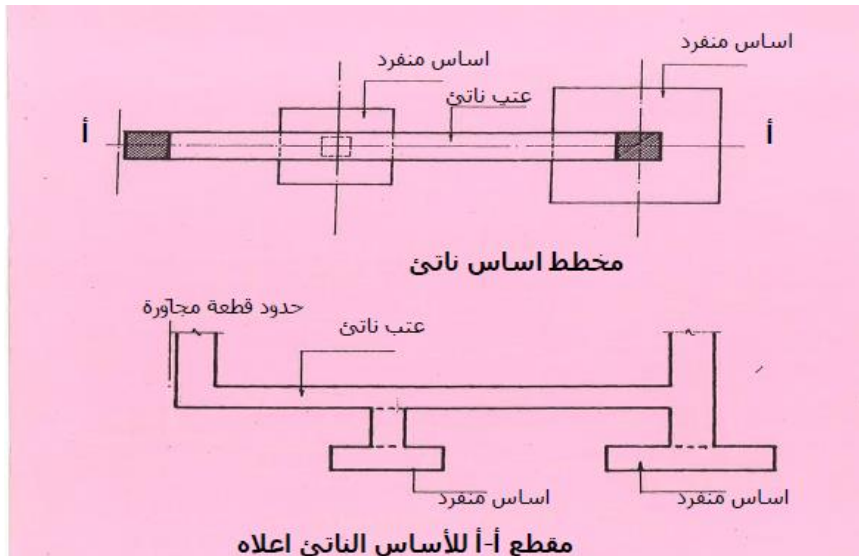 اساس منفرد
اساس منفرد
عتب ناتئ
أ
أ
مخطط اساس ناتئ
حدود قطعة مجاورة
عتب ناتئ
اساس منفرد
اساس منفرد
مقطع أ-أ للأساس الناتئ اعلاه